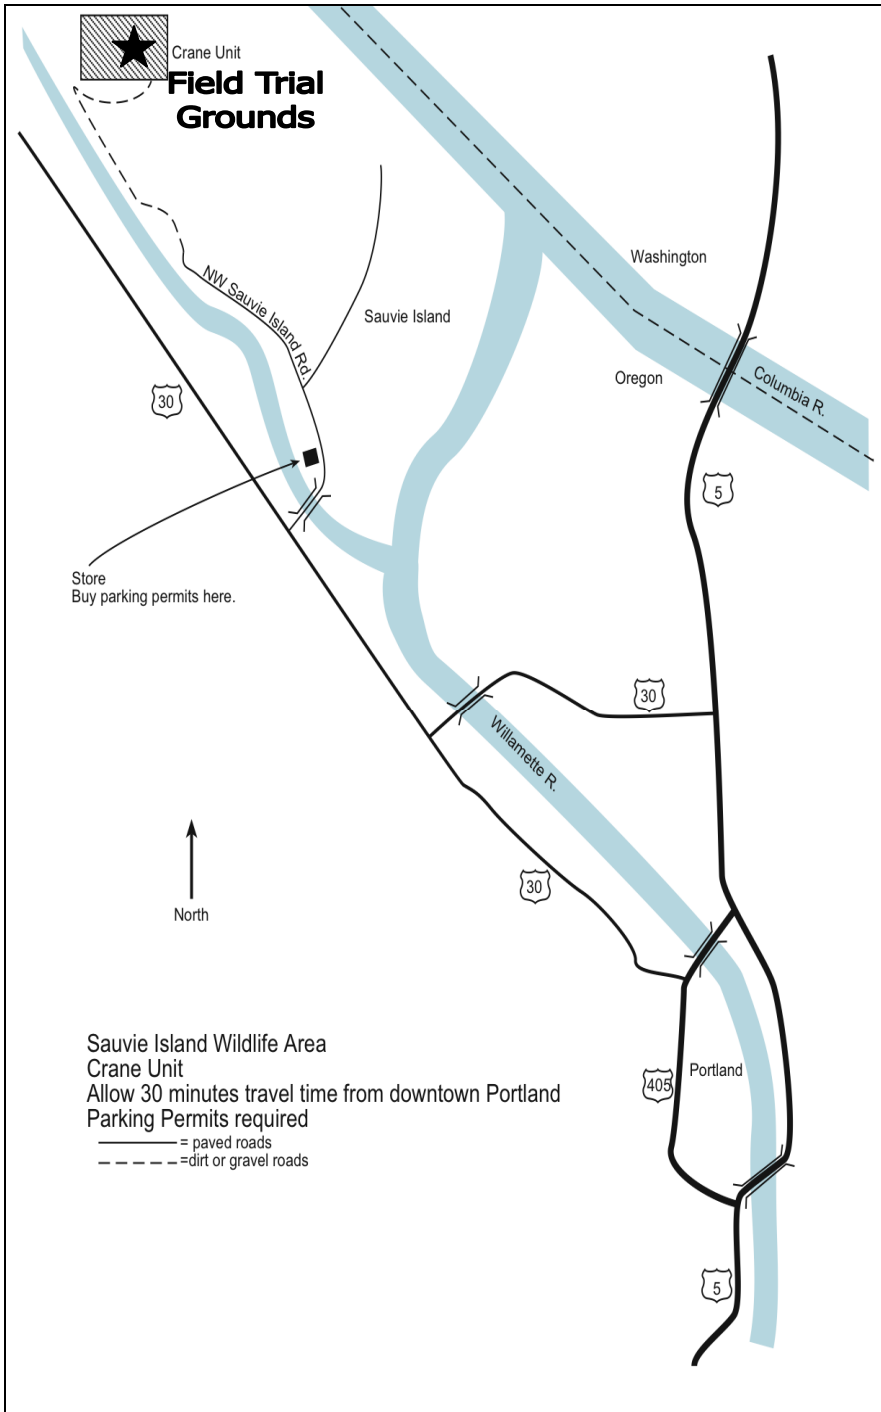 Crane Unit
Field Trial
Grounds
NW Sauvie Island Rd.
Washington
Sauvie Island
Oregon
Columbia R.
30
5
Store
Buy parking permits here.
30
Willamette R.
30
North
Sauvie Island Wildlife Area
Crane Unit
Allow 30 minutes travel time from downtown Portland
Parking Permits required
= paved roads
=dirt or gravel roads
Portland
405
5